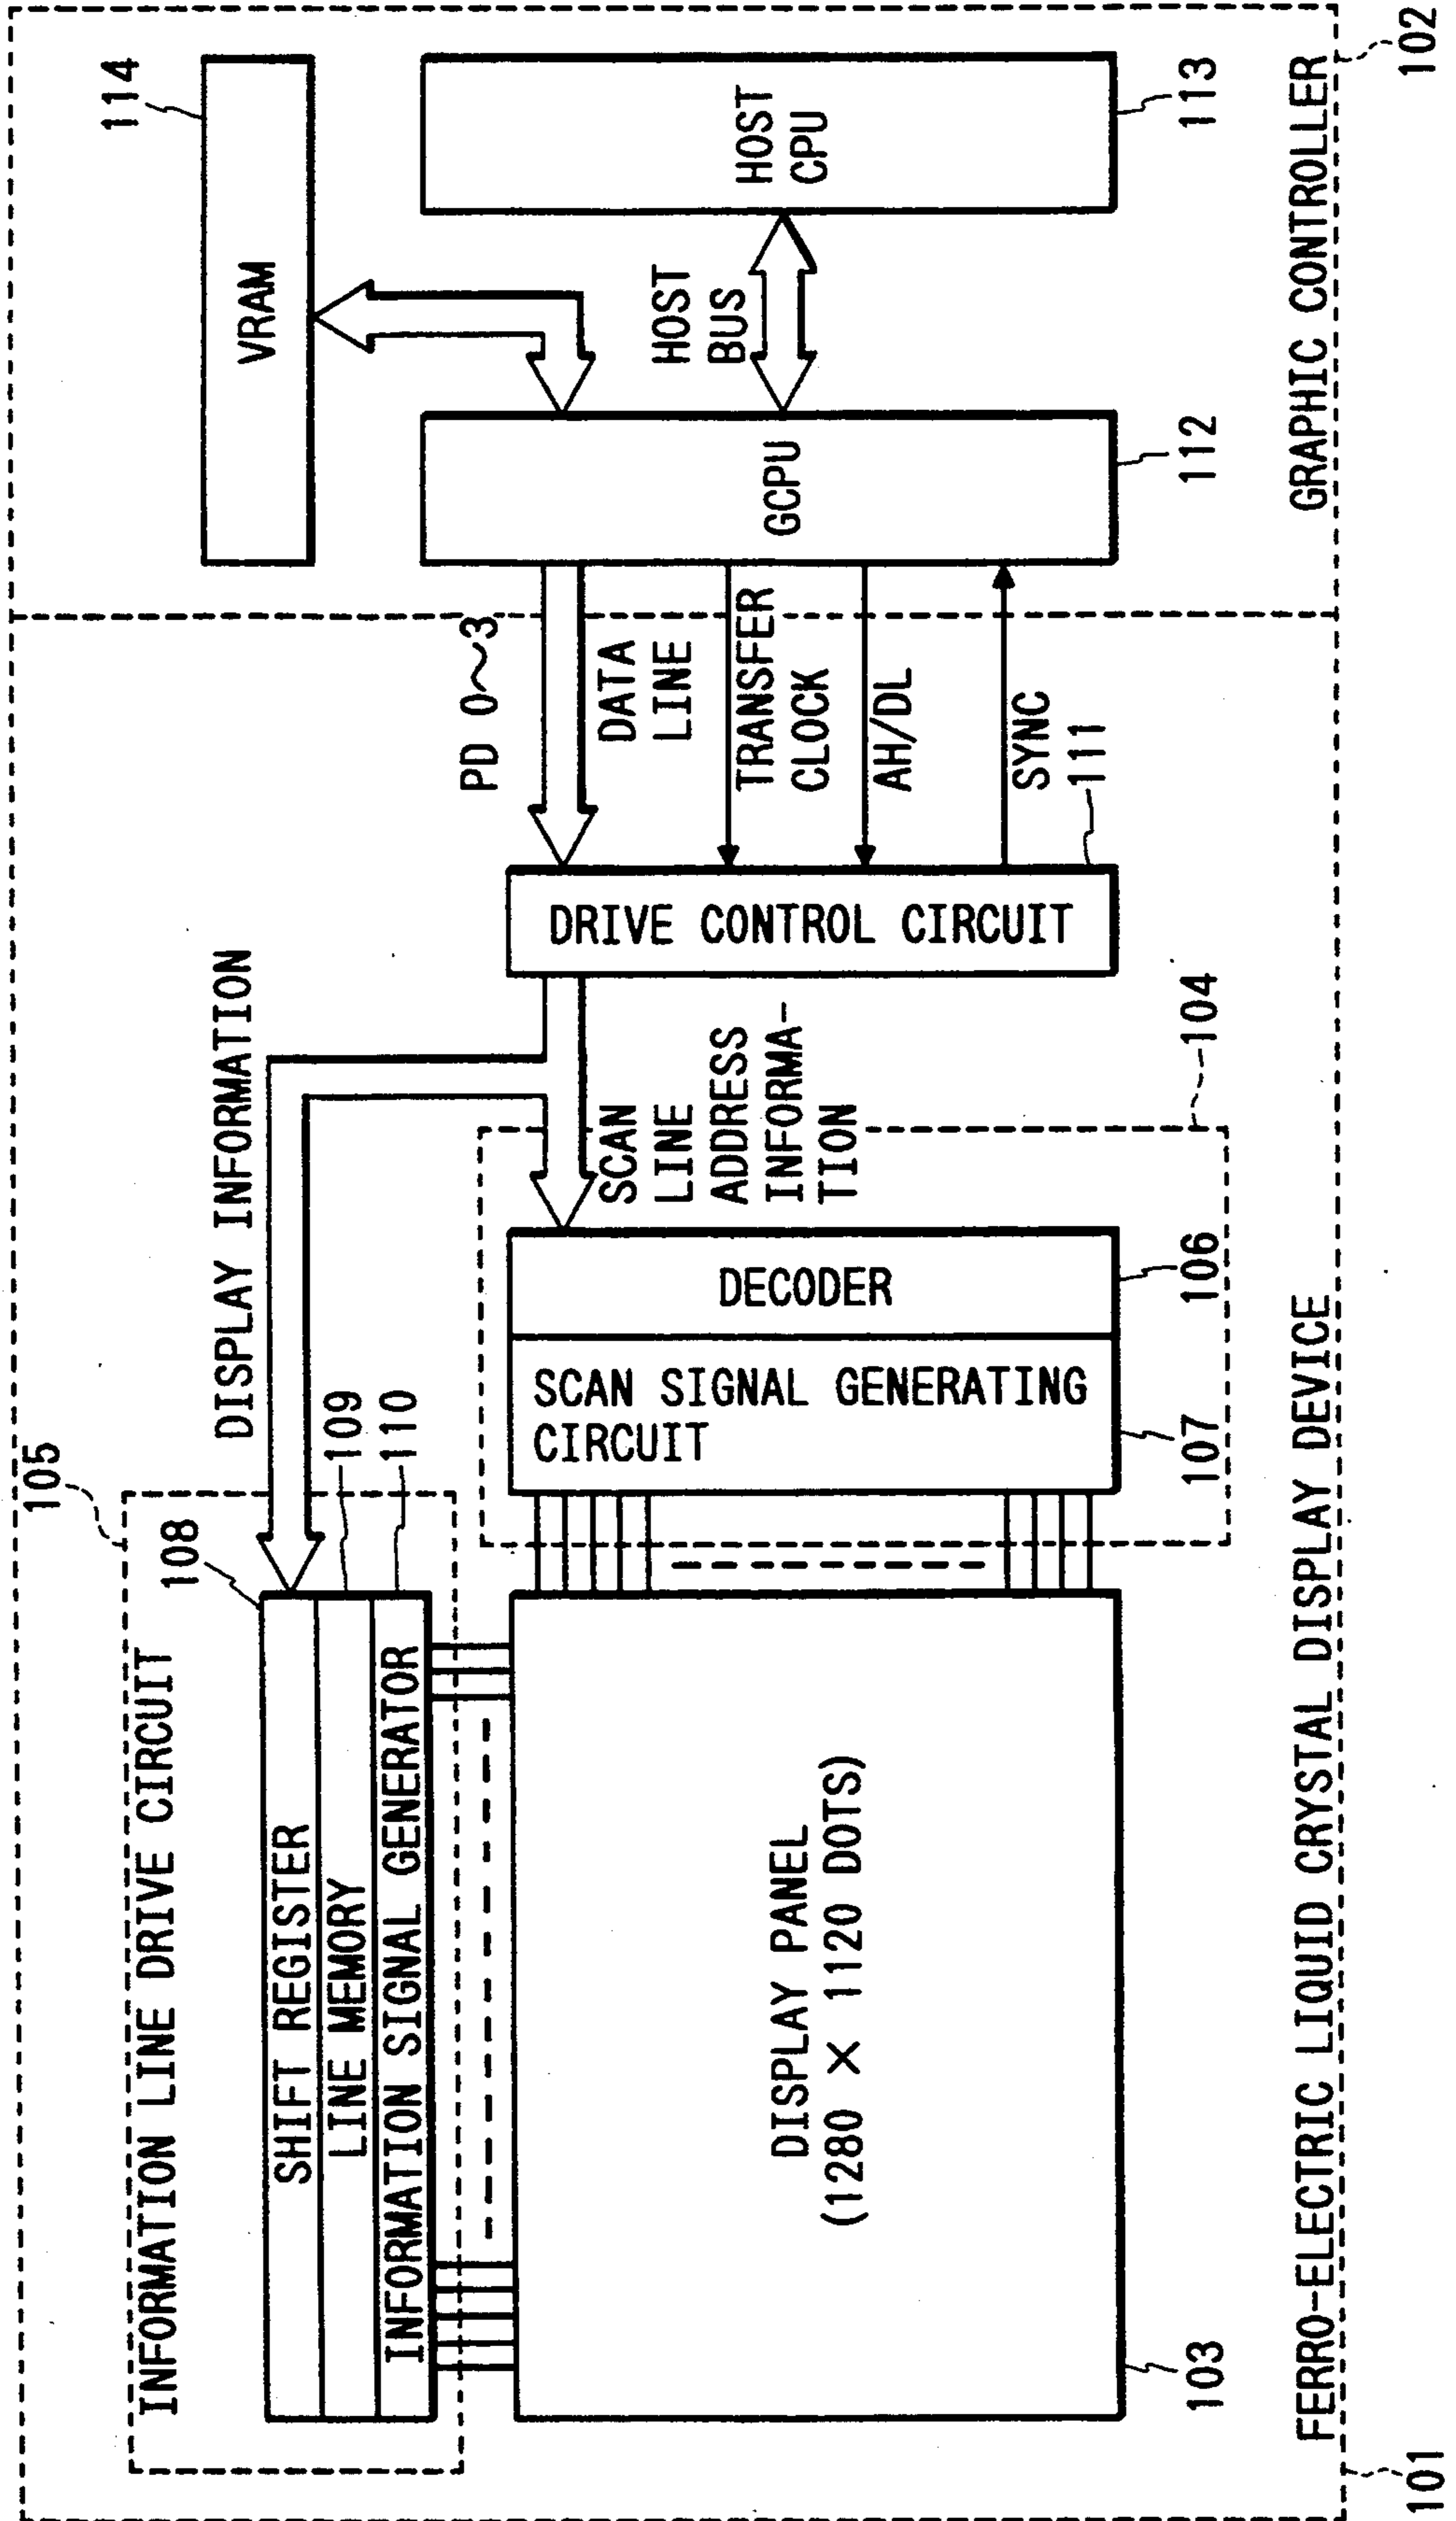 105
INFORMATION LINE DRIVE CIRCUIT
108
SHIFT REGISTER
LINE MEMORY
INFORMATION SIGNAL GENERATOR
109
110
DISPLAY INFORMATION
114
VRAM
DISPLAY PANEL
(1280 × 1120 DOTS)
103
SCAN SIGNAL GENERATING
CIRCUIT
107
DECODER
106
104
SCAN
LINE
ADDRESS
INFORMA-
TION
DRIVE CONTROL CIRCUIT
111
PD 0~3
DATA
LINE
TRANSFER
CLOCK
AH/DL
SYNC
GCPU
112
HOST
BUS
HOST
CPU
113
FERRO-ELECTRIC LIQUID CRYSTAL DISPLAY DEVICE
101
GRAPHIC CONTROLLER
102